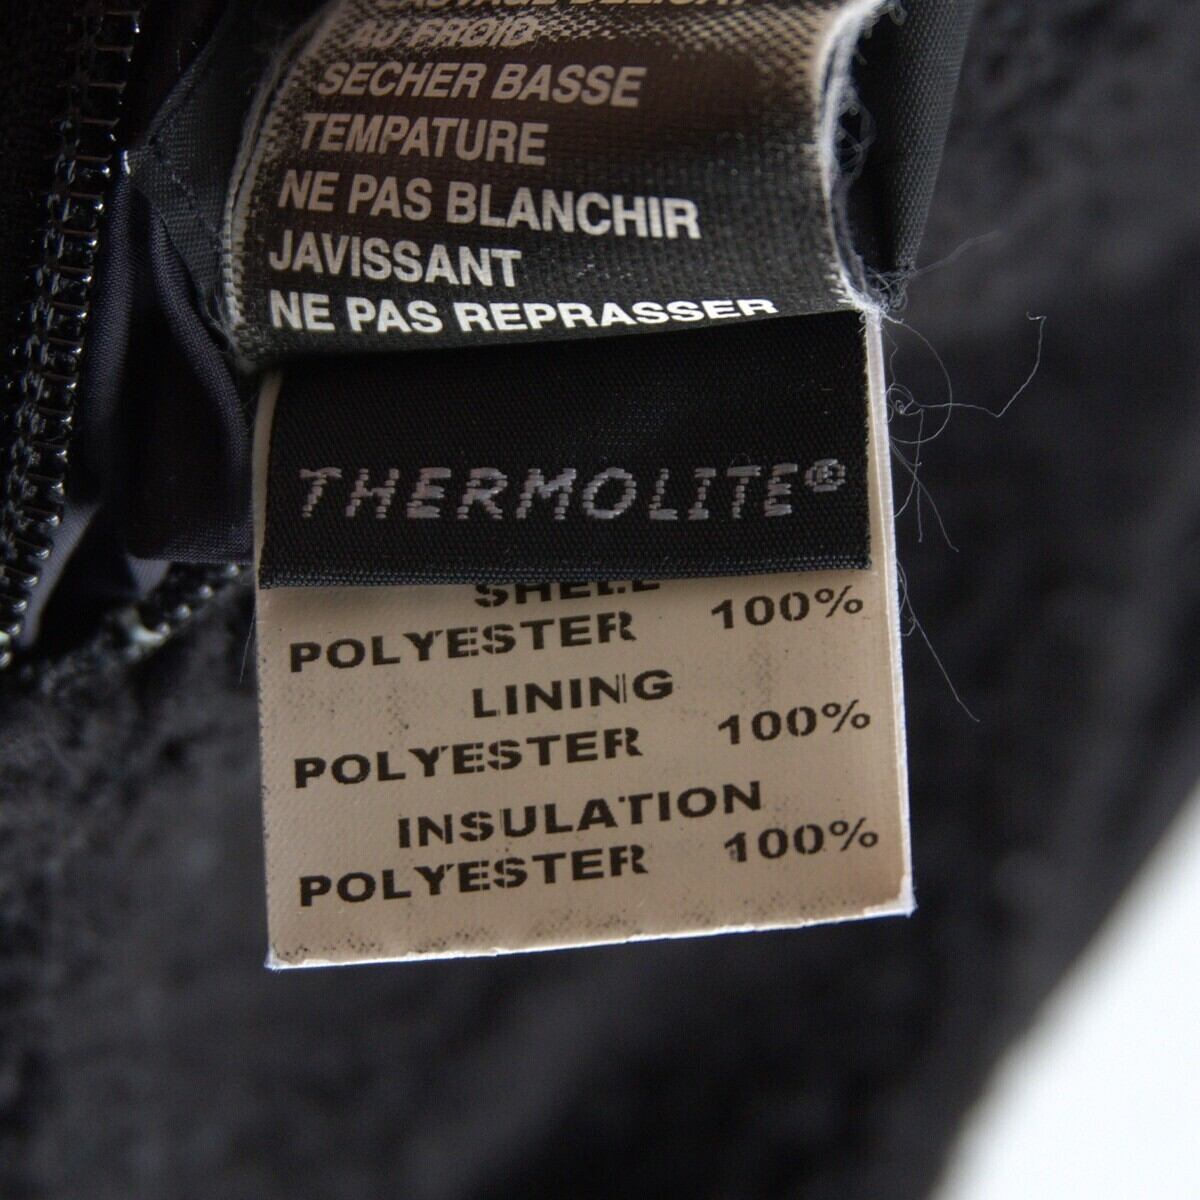 AU FROID
SECHER BASSE
TEMPATURE
NE PAS BLANCHIR
JAVISSANT
NE PAS REPRASSER
THERMOLITE®
SHELL
POLYESTER 100%
LINING
POLYESTER 100%
INSULATION
POLYESTER 100%